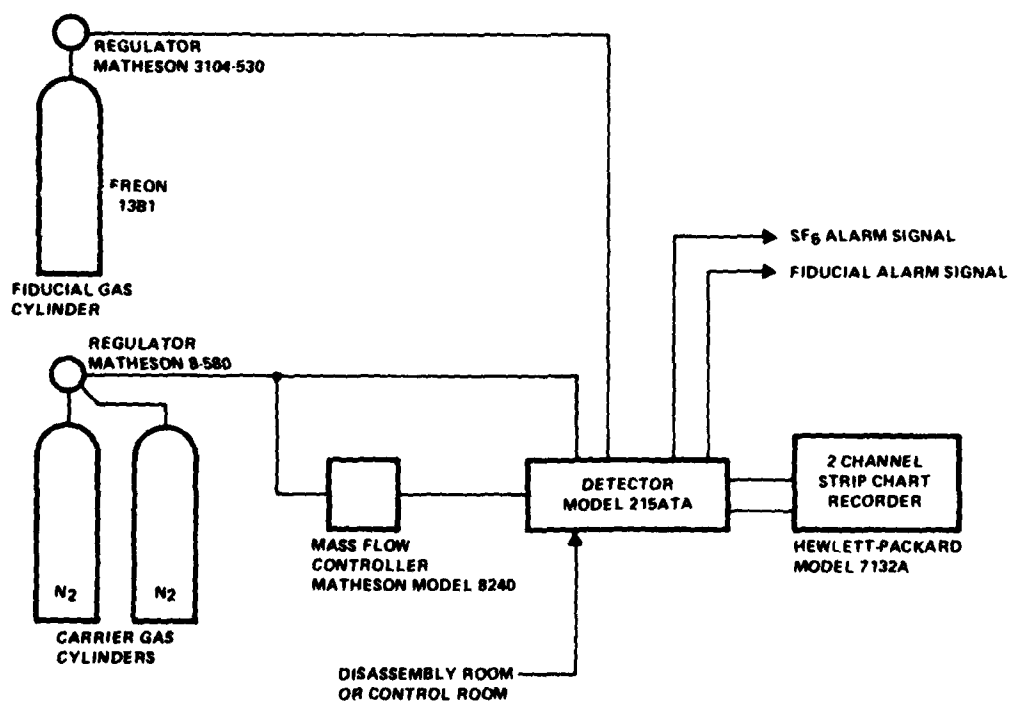 REGULATOR
MATHESON 3104-530
FREON
13B1
FIDUCIAL GAS
CYLINDER
SF6 ALARM SIGNAL
FIDUCIAL ALARM SIGNAL
REGULATOR
MATHESON 8-580
DETECTOR
MODEL 215ATA
2 CHANNEL
STRIP CHART
RECORDER
HEWLETT-PACKARD
MODEL 7132A
MASS FLOW
CONTROLLER
MATHESON MODEL 8240
N2
N2
CARRIER GAS
CYLINDERS
DISASSEMBLY ROOM
OR CONTROL ROOM